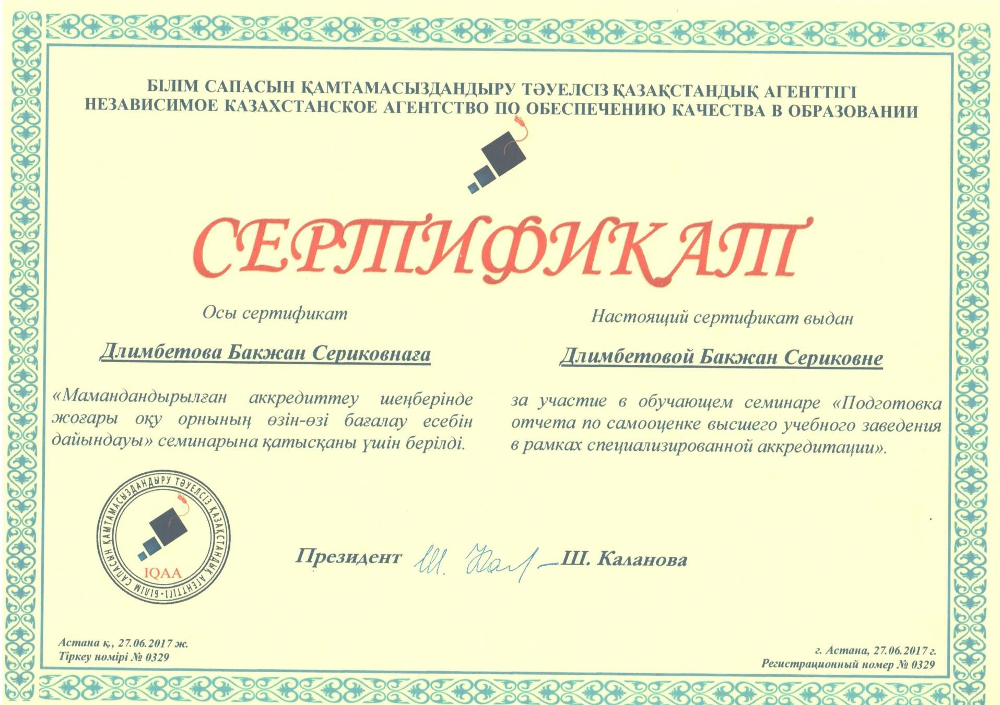 БІЛІМ САПАСЫН ҚАМТАМАСЫЗДАНДЫРУ ТӘУЕЛСІЗ ҚАЗАҚСТАНДЫҚ АГЕНТТІГІ
НЕЗАВИСИМОЕ КАЗАХСТАНСКОЕ АГЕНТСТВО ПО ОБЕСПЕЧЕНИЮ КАЧЕСТВА В ОБРАЗОВАНИИ
СЕРТИФИКАТ
Осы сертификат
Длимбетова Бакжан Сериковнаға
«Мамандандырылған аккредиттеу шеңберінде
жоғары оқу орнының өзін-өзі бағалау есебін
дайындауы» семинарына қатысқаны үшін берілді.
Настоящий сертификат выдан
Длимбетовой Бакжан Сериковне
за участие в обучающем семинаре «Подготовка
отчета по самооценке высшего учебного заведения
в рамках специализированной аккредитации».
БІЛІМ САПАСЫН ҚАМТАМАСЫЗДАНДЫРУ ТӘУЕЛСІЗ ҚАЗАҚСТАНДЫҚ АГЕНТТІГІ
IQAA
Президент Ш. Кал Ш. Каланова
Астана қ., 27.06.2017 ж.
Тіркеу нөмірі № 0329
г. Астана, 27.06.2017 г.
Регистрационный номер № 0329